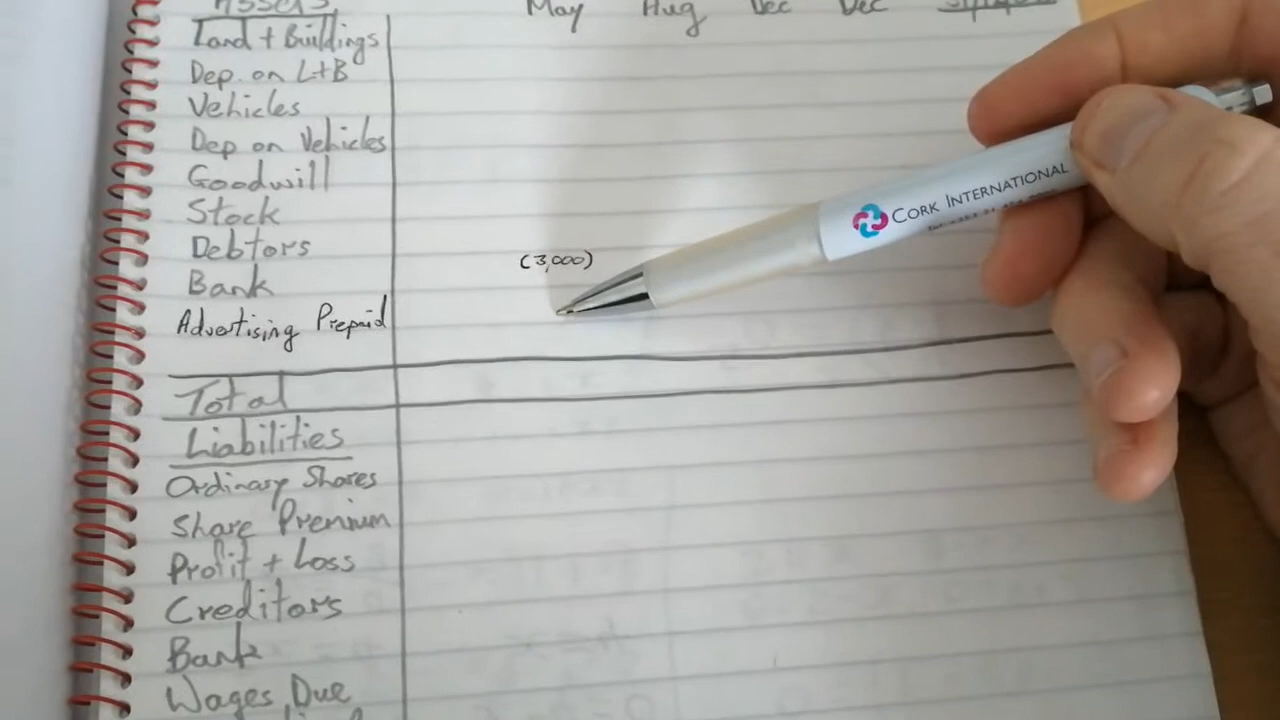 Assets
May Aug Dec Dec
Land + Buildings
Dep. on L+B
Vehicles
Dep on Vehicles
Goodwill
Stock
Debtors
Bank (3,000)
Advertising Prepaid
Total
Liabilities
Ordinary Shares
Share Premium
Profit + Loss
Creditors
Bank
Wages Due
CORK INTERNATIONAL